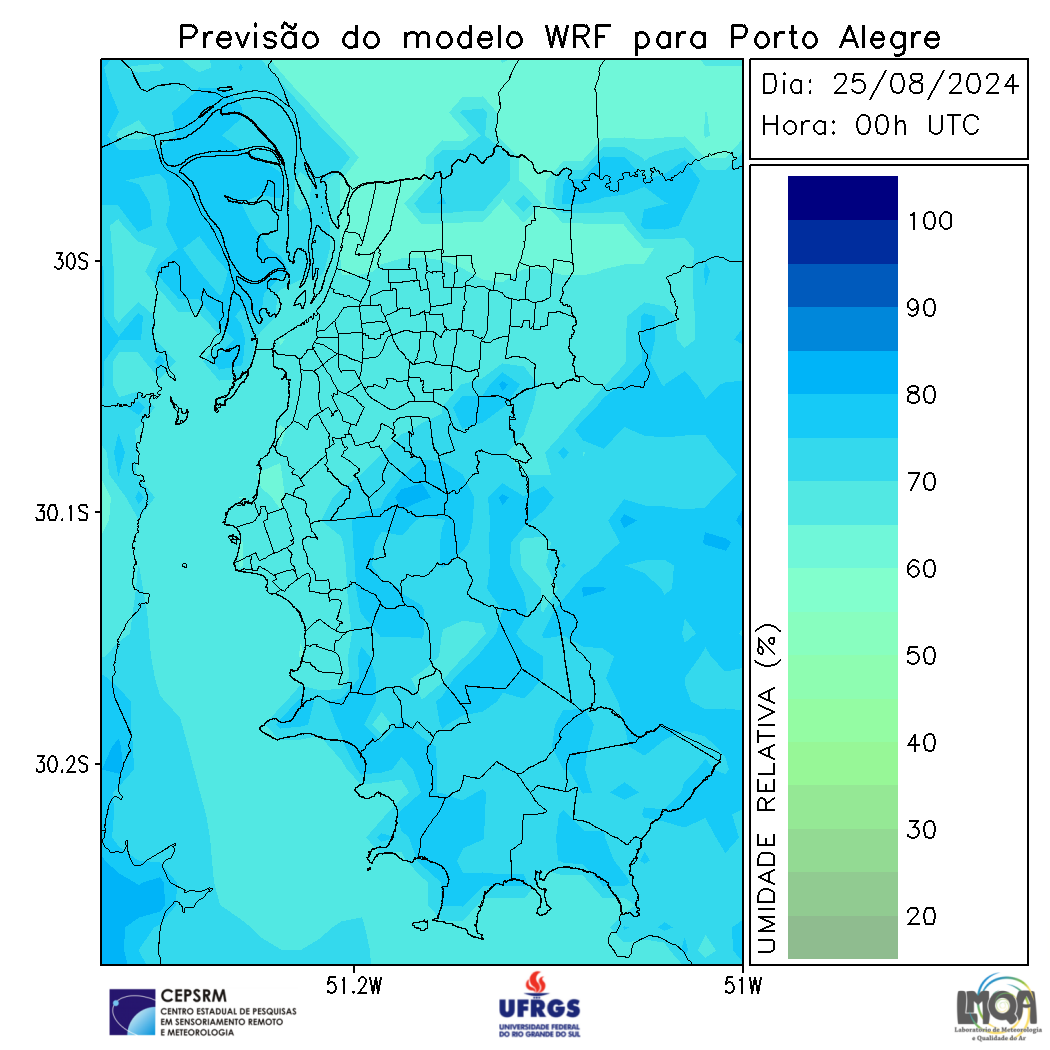 Previsão do modelo WRF para Porto Alegre
Dia: 25/08/2024
Hora: 00h UTC
30S
30.1S
30.2S
51.2W
51W
UMIDADE RELATIVA (%)
100
90
80
70
60
50
40
30
20
CEPSRM
CENTRO ESTADUAL DE PESQUISAS
EM SENSORIAMENTO REMOTO
E METEOROLOGIA
UFRGS
UNIVERSIDADE FEDERAL
DO RIO GRANDE DO SUL
LMQA
Laboratório de Meteorologia
e Qualidade do Ar